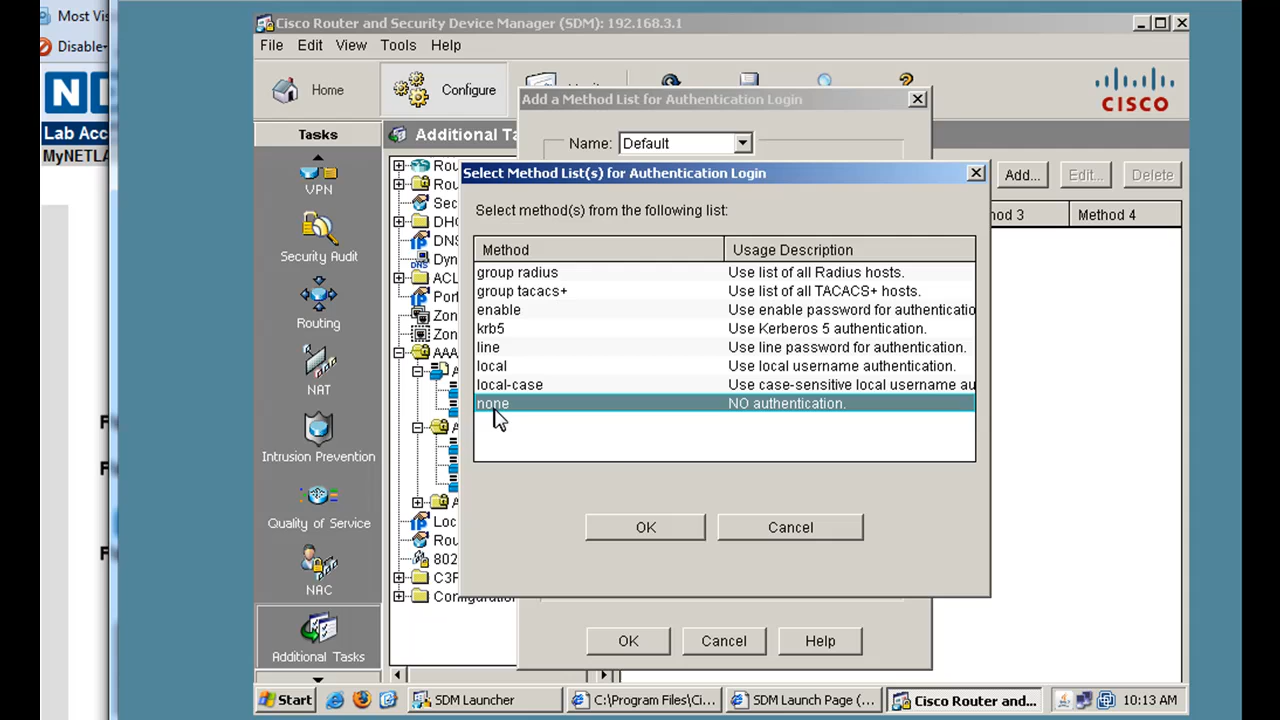 Most Vis
Disable
N
Lab Acc
MyNETLA
F
F
F
Cisco Router and Security Device Manager (SDM): 192.168.3.1
File Edit View Tools Help
Home
Configure
CISCO
Tasks
VPN
Security Audit
Routing
NAT
Intrusion Prevention
Quality of Service
NAC
Additional Tasks
Additional Ta
Rou
Rou
Sec
DHC
DNS
Dyn
ACL
Port
Zon
Zon
AAA
Loc
Rou
802
C3P
Configuration
Add... Edit... Delete
hod 3 Method 4
Add a Method List for Authentication Login
Name: Default
Select Method List(s) for Authentication Login
Select method(s) from the following list:
Method Usage Description
group radius Use list of all Radius hosts.
group tacacs+ Use list of all TACACS+ hosts.
enable Use enable password for authenticatio
krb5 Use Kerberos 5 authentication.
line Use line password for authentication.
local Use local username authentication.
local-case Use case-sensitive local username au
none NO authentication.
OK Cancel
OK Cancel Help
Start SDM Launcher C:\Program Files\Ci... SDM Launch Page (... Cisco Router and... 10:13 AM